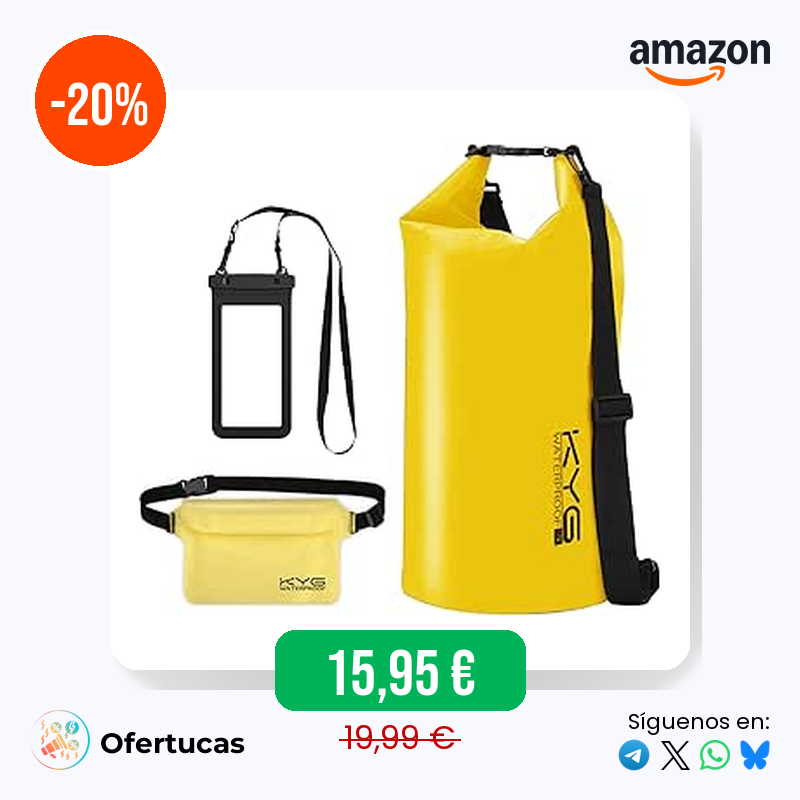 -20%
amazon
KYG
WATERPROOF
KYG
WATERPROOF
15,95 €
19,99 €
Ofertucas
Síguenos en: